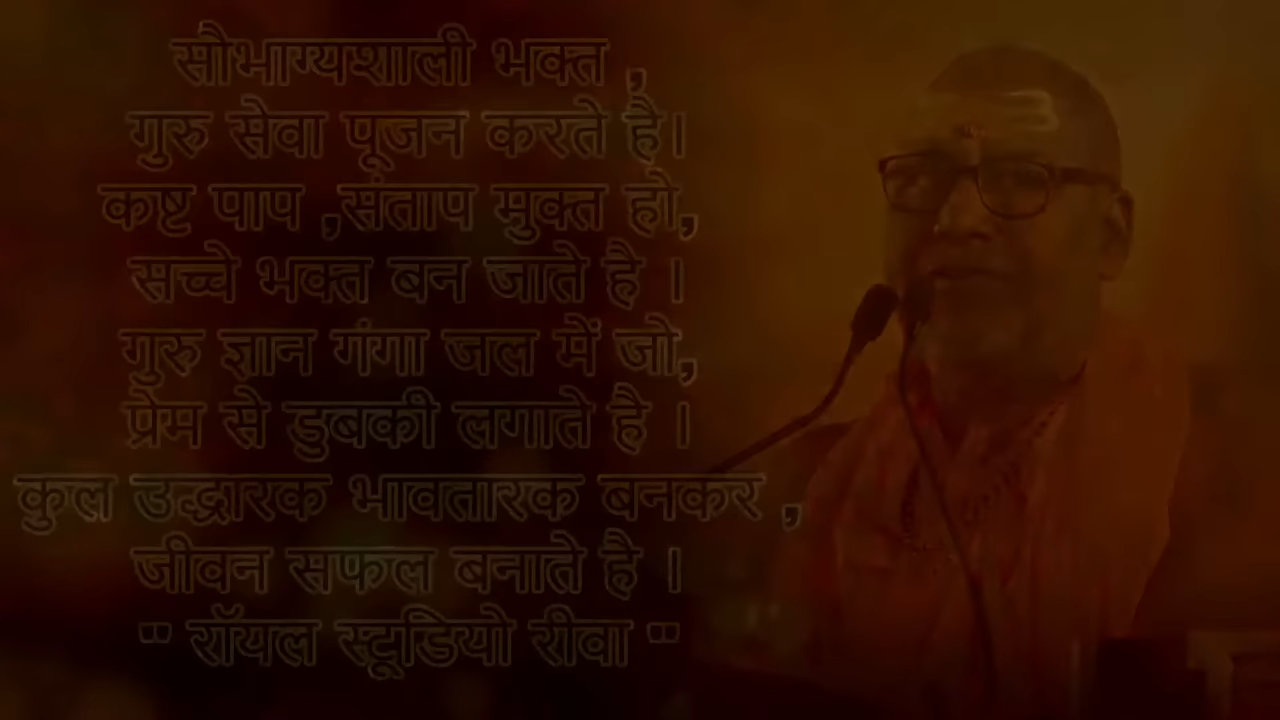 सौभाग्यशाली भक्त ,
गुरु सेवा पूजन करते है।
कष्ट पाप ,संताप मुक्त हो,
सच्चे भक्त बन जाते है ।
गुरु ज्ञान गंगा जल में जो,
प्रेम से डुबकी लगाते है ।
कुल उद्धारक भावतारक बनकर ,
जीवन सफल बनाते है ।
" रॉयल स्टूडियो रीवा "